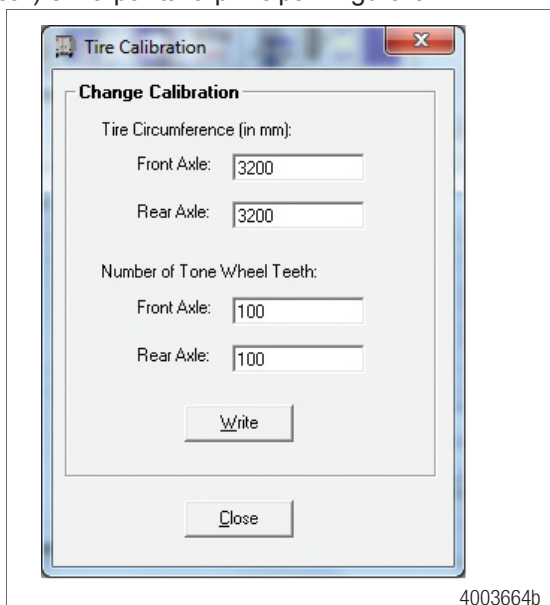 Tire Calibration
Change Calibration
Tire Circumference (in mm):
Front Axle: 3200
Rear Axle: 3200
Number of Tone Wheel Teeth:
Front Axle: 100
Rear Axle: 100
Write
Close
4003664b